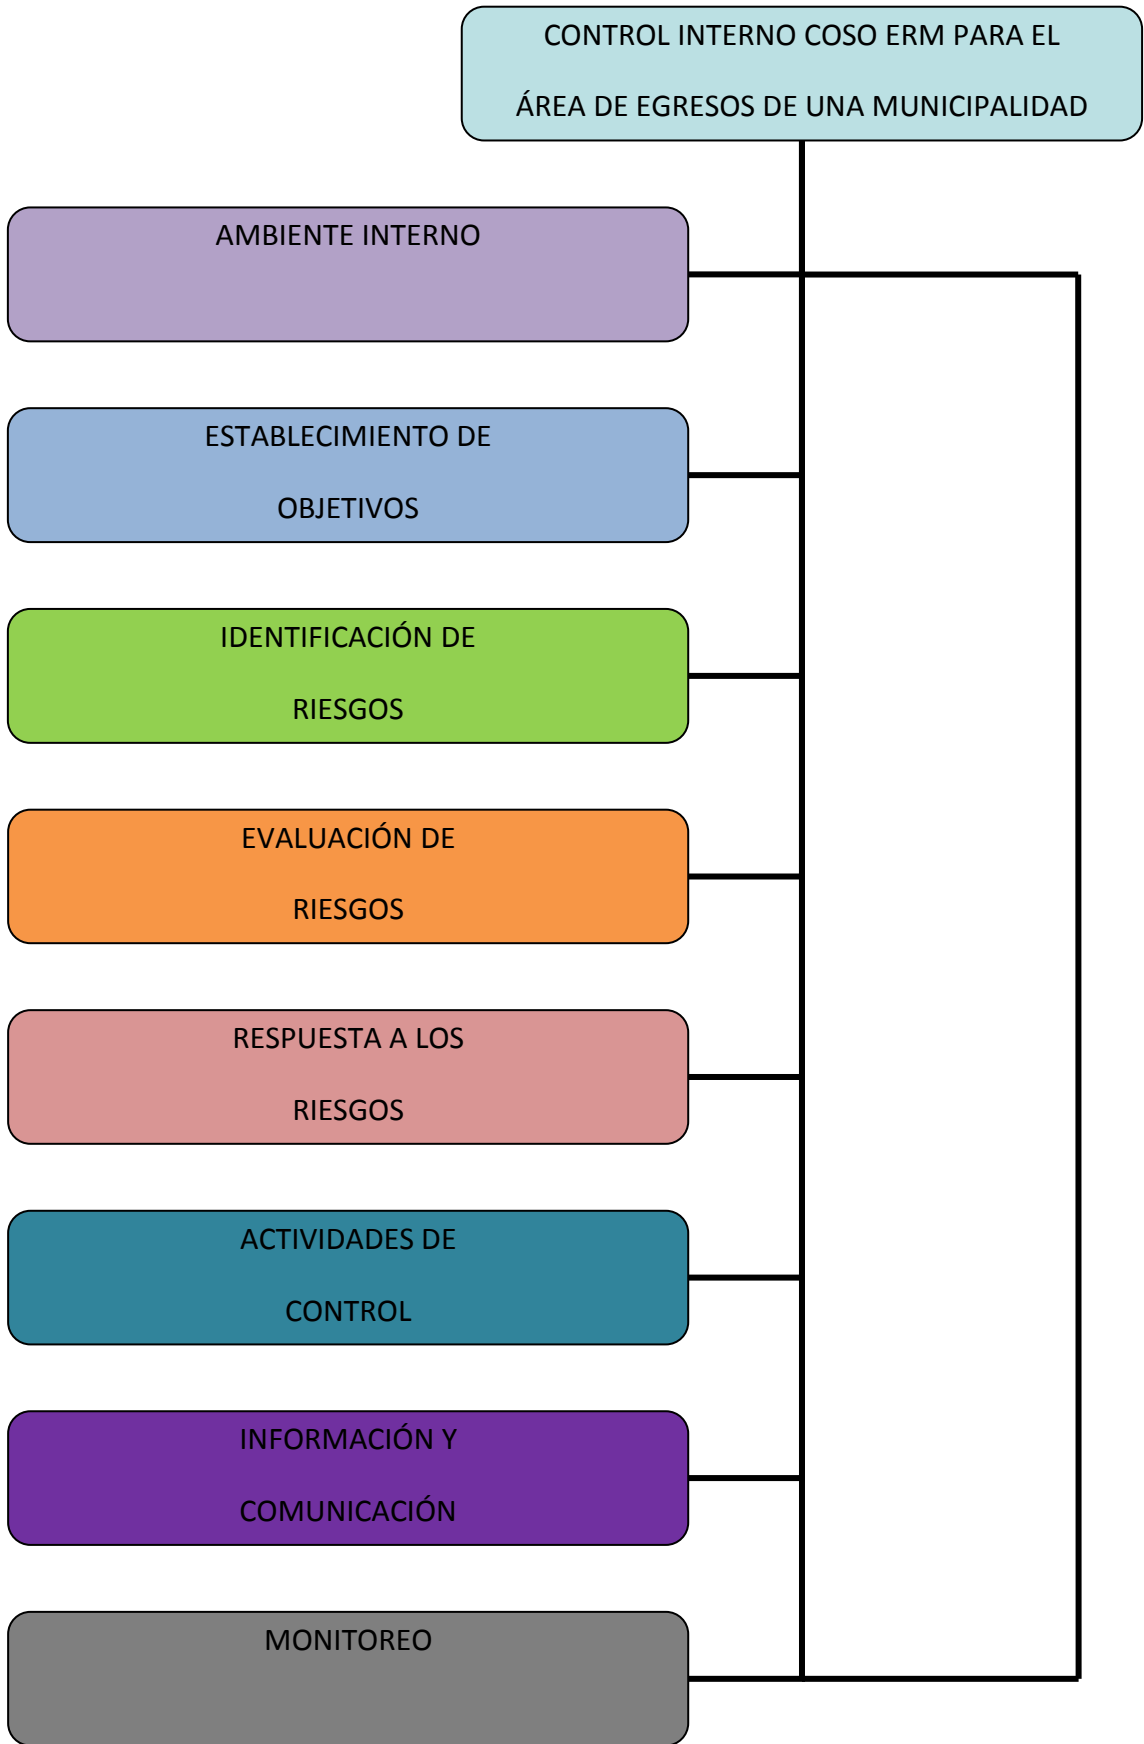 CONTROL INTERNO COSO ERM PARA EL
ÁREA DE EGRESOS DE UNA MUNICIPALIDAD
AMBIENTE INTERNO
ESTABLECIMIENTO DE
OBJETIVOS
IDENTIFICACIÓN DE
RIESGOS
EVALUACIÓN DE
RIESGOS
RESPUESTA A LOS
RIESGOS
ACTIVIDADES DE
CONTROL
INFORMACIÓN Y
COMUNICACIÓN
MONITOREO